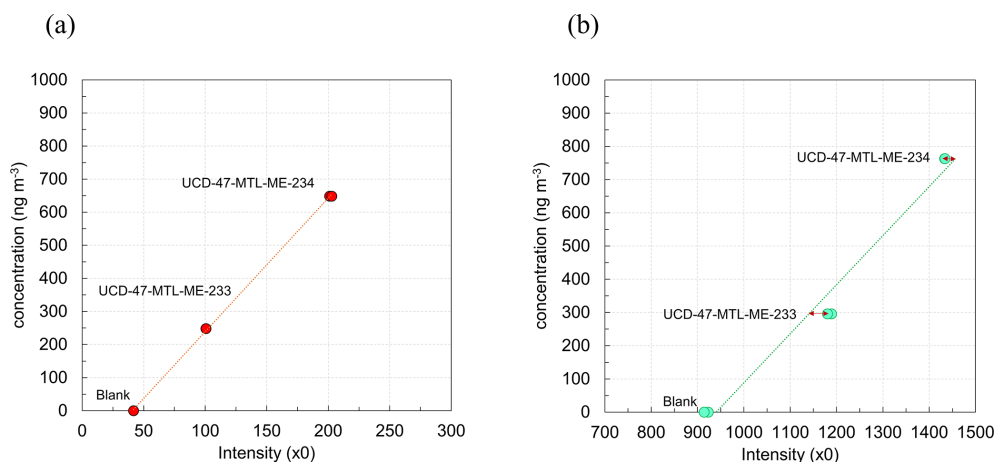 (a)
(b)
1000
900
800
700
600
500
400
300
200
100
0
concentration (ng m⁻³)
UCD-47-MTL-ME-234
UCD-47-MTL-ME-233
Blank
0 50 100 150 200 250 300
Intensity (x0)
1000
900
800
700
600
500
400
300
200
100
0
concentration (ng m⁻³)
UCD-47-MTL-ME-234
UCD-47-MTL-ME-233
Blank
700 800 900 1000 1100 1200 1300 1400 1500
Intensity (x0)